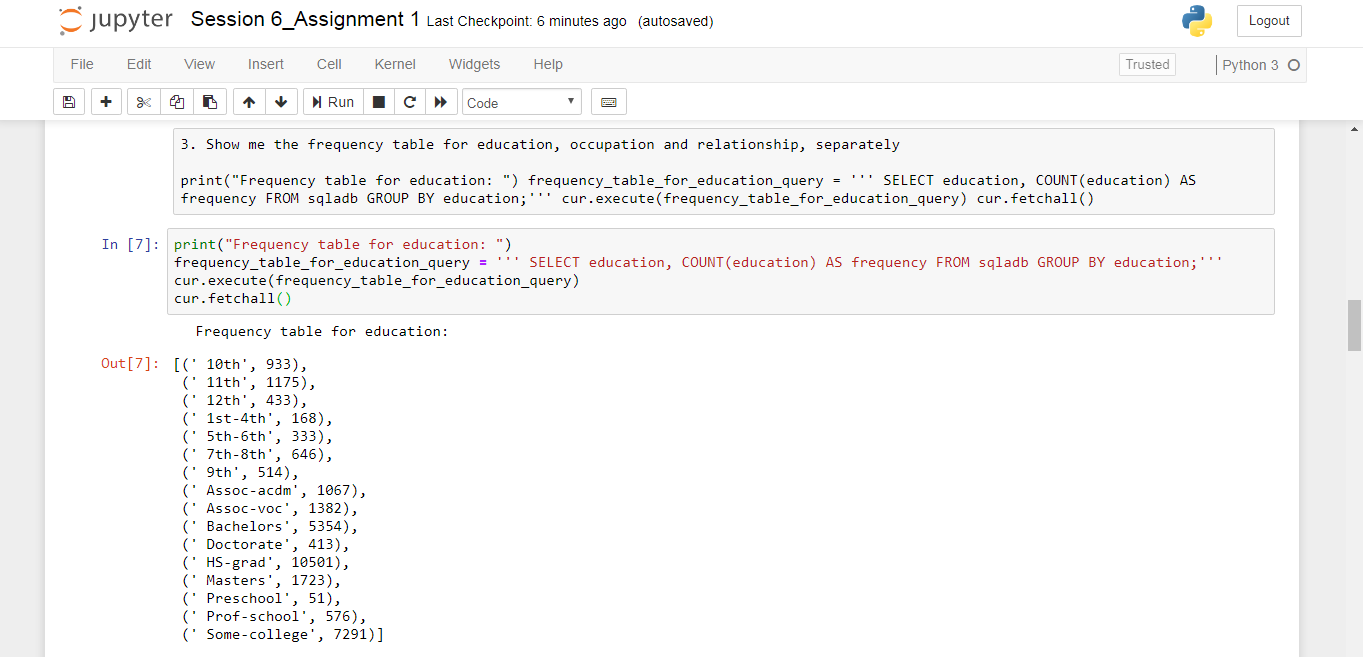 jupyter Session 6_Assignment 1 Last Checkpoint: 6 minutes ago (autosaved) Logout
File Edit View Insert Cell Kernel Widgets Help Trusted Python 3
Run Code
3. Show me the frequency table for education, occupation and relationship, separately
print("Frequency table for education: ") frequency_table_for_education_query = ''' SELECT education, COUNT(education) AS
frequency FROM sqladb GROUP BY education;''' cur.execute(frequency_table_for_education_query) cur.fetchall()
In [7]: print("Frequency table for education: ")
frequency_table_for_education_query = ''' SELECT education, COUNT(education) AS frequency FROM sqladb GROUP BY education;'''
cur.execute(frequency_table_for_education_query)
cur.fetchall()
Frequency table for education:
Out[7]: [(' 10th', 933),
(' 11th', 1175),
(' 12th', 433),
(' 1st-4th', 168),
(' 5th-6th', 333),
(' 7th-8th', 646),
(' 9th', 514),
(' Assoc-acdm', 1067),
(' Assoc-voc', 1382),
(' Bachelors', 5354),
(' Doctorate', 413),
(' HS-grad', 10501),
(' Masters', 1723),
(' Preschool', 51),
(' Prof-school', 576),
(' Some-college', 7291)]